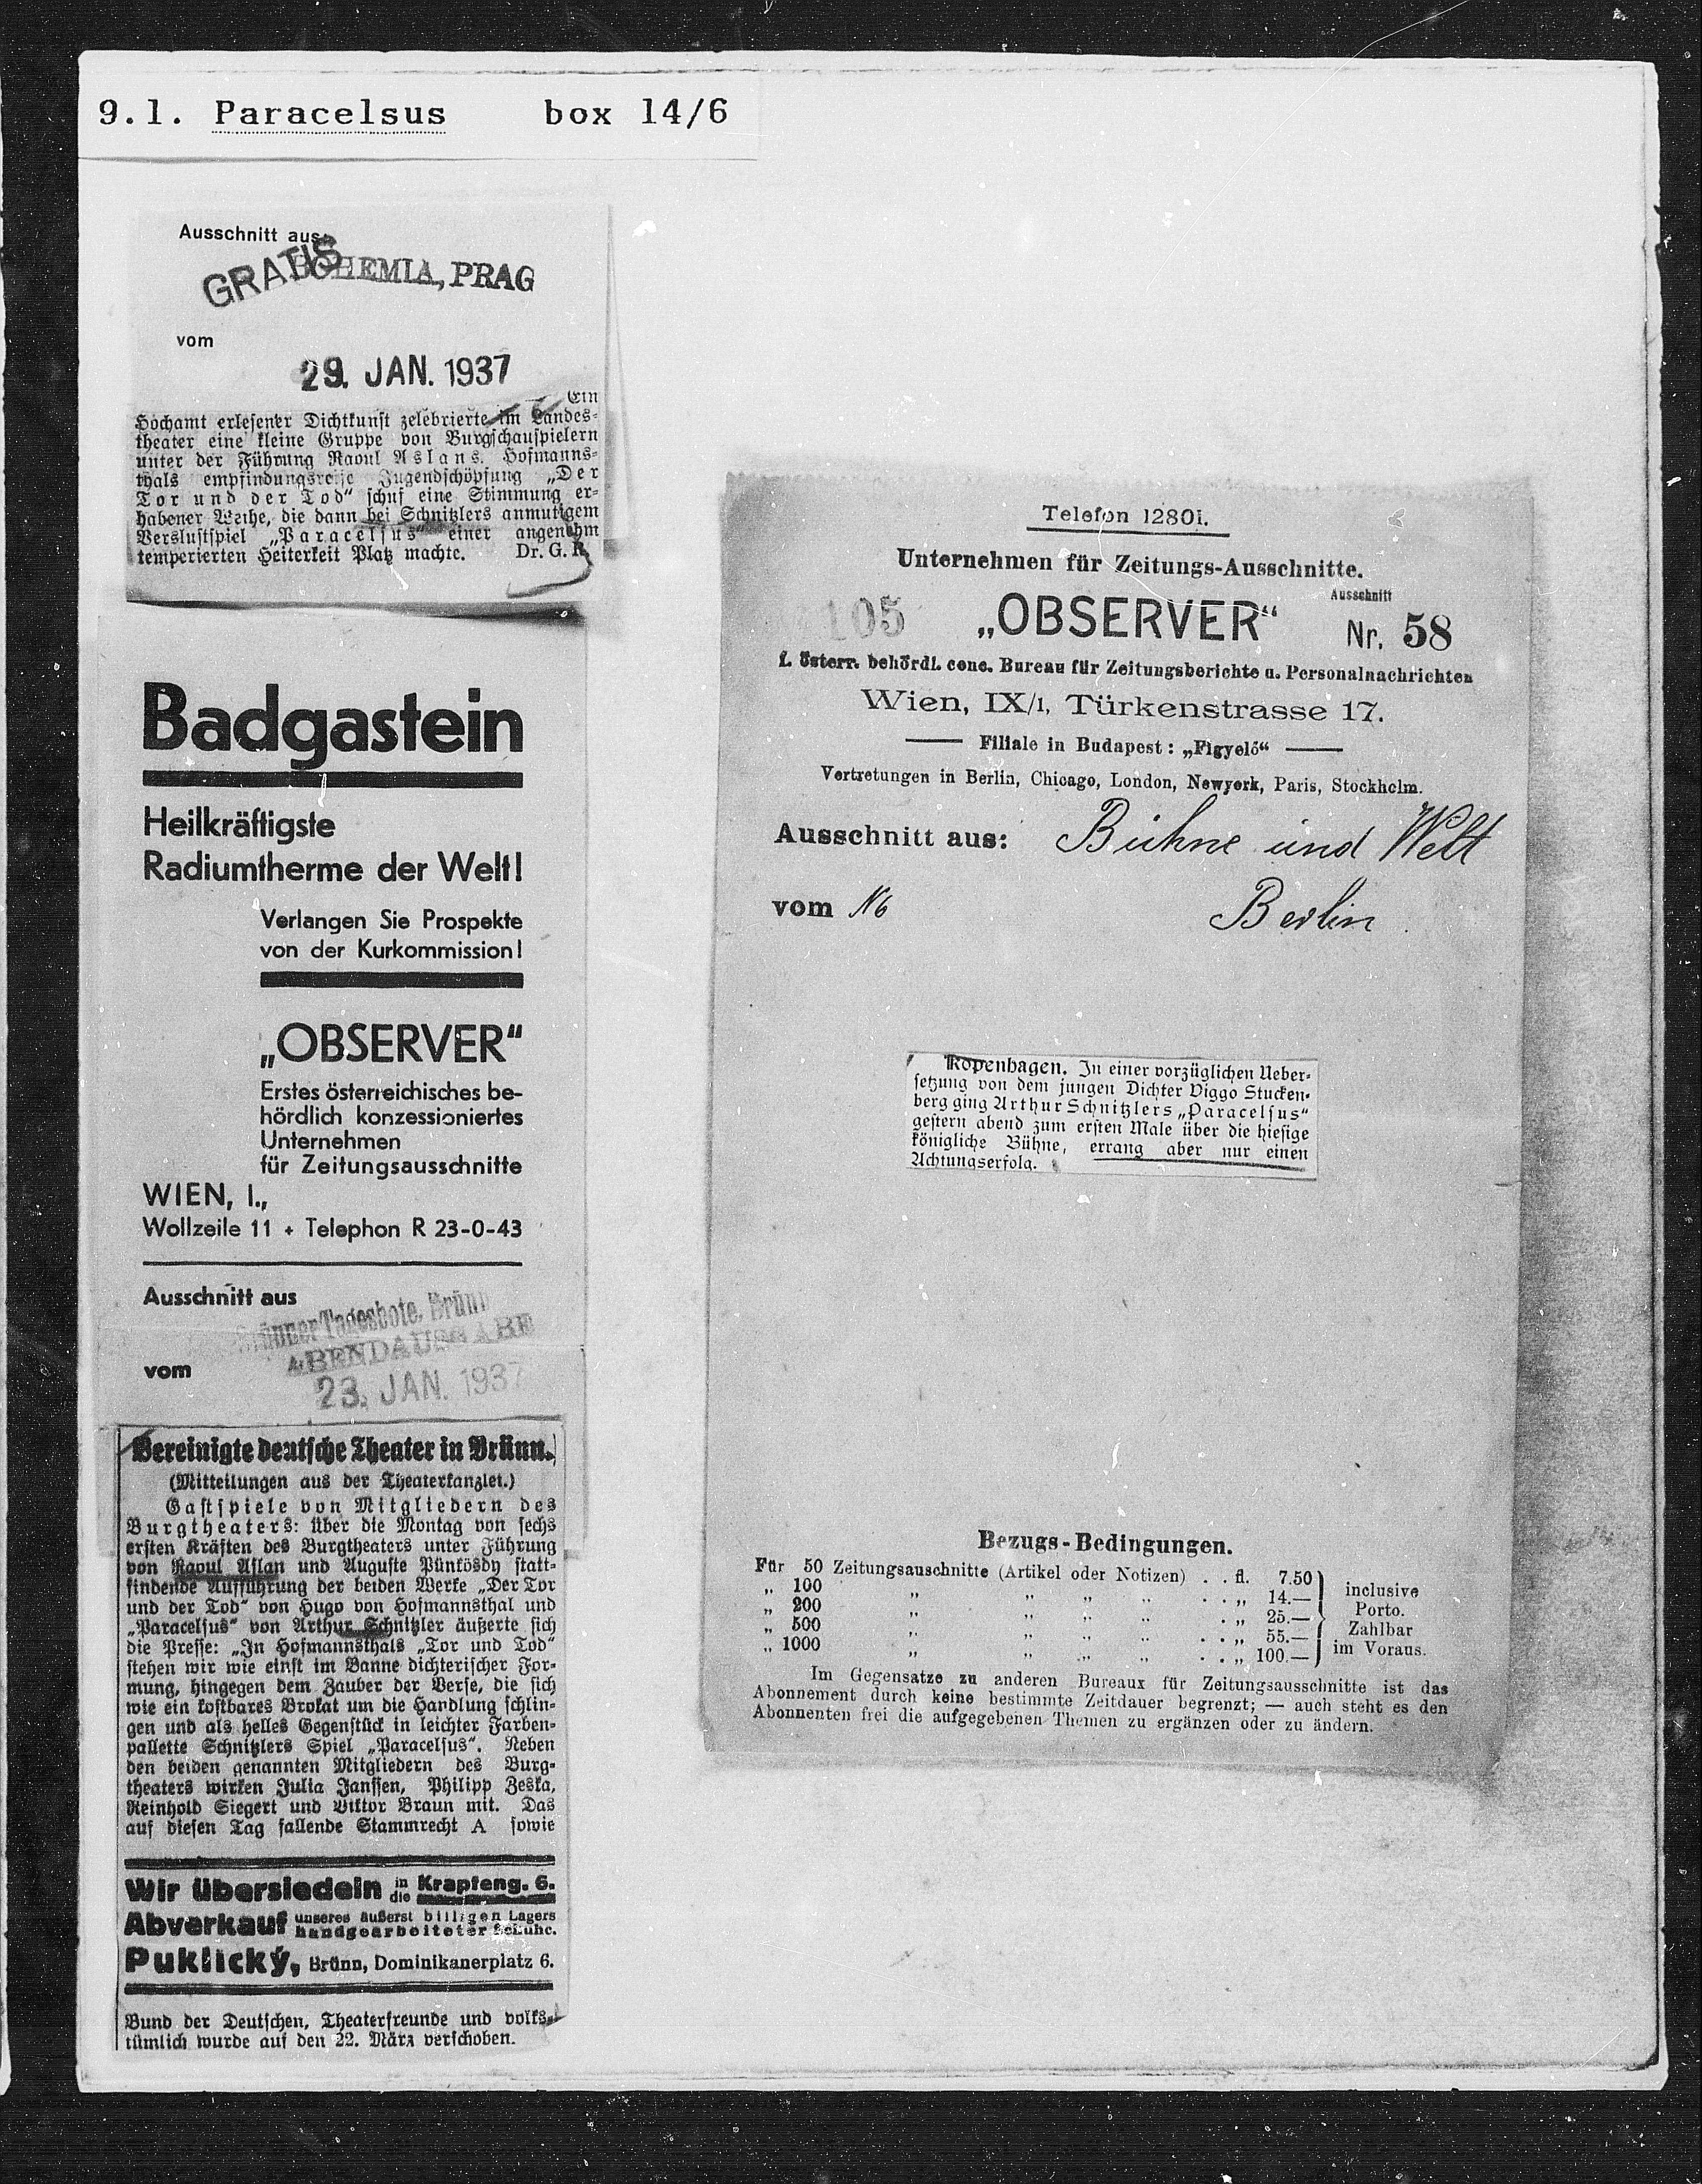 9.1. Paracelsus box 14/6
Ausschnitt aus:
GRATIS
BOHEMIA, PRAG
vom
29. JAN. 1937
Ein
Hochamt erlesener Dichtkunst zelebrierte im Landes-
theater eine kleine Gruppe von Burgschauspielern
unter der Führung Raoul Aslans. Hofmanns-
thals empfindungsreiche Jugendschöpfung „Der
Tor und der Tod“ schuf eine Stimmung er-
habener Weihe, die dann bei Schnitzlers anmutigem
Verslustspiel „Paracelsus“ einer angenehm
temperierten Heiterkeit Platz machte. Dr. G. R.
Badgastein
Heilkräftigste
Radiumtherme der Welt!
Verlangen Sie Prospekte
von der Kurkommission!
„OBSERVER“
Erstes österreichisches be-
hördlich konzessioniertes
Unternehmen
für Zeitungsausschnitte
WIEN, I.,
Wollzeile 11 + Telephon R 23-0-43
Ausschnitt aus
Brünner Tagesbote, Brünn
ABENDAUSGABE
vom
23. JAN. 1937
Vereinigte deutsche Theater in Brünn.
(Mitteilungen aus der Theaterkanzlei.)
Gastspiele von Mitgliedern des
Burgtheaters: über die Montag von sechs
ersten Kräften des Burgtheaters unter Führung
von Raoul Aslan und Auguste Pünkösdy statt-
findende Aufführung der beiden Werke „Der Tor
und der Tod“ von Hugo von Hofmannsthal und
„Paracelsus“ von Arthur Schnitzler äußerte sich
die Presse: „In Hofmannsthals „Tor und Tod“
stehen wir wie einst im Banne dichterischer For-
mung, hingegen dem Zauber der Verse, die sich
wie ein kostbares Brokat um die Handlung schlin-
gen und als helles Gegenstück in leichter Farben-
pallette Schnitzlers Spiel „Paracelsus“. Neben
den beiden genannten Mitgliedern des Burg-
theaters wirken Julia Janssen, Philipp Zeska,
Reinhold Siegert und Viktor Braun mit. Das
auf diesen Tag fallende Stammrecht A sowie
Wir übersiedeln in die Krapfeng. 6.
Abverkauf unseres äußerst billigen Lagers
handgearbeiteter Schuhe.
Puklický, Brünn, Dominikanerplatz 6.
Bund der Deutschen, Theaterfreunde und volks-
tümlich wurde auf den 22. März verschoben.
Telefon 12801.
Unternehmen für Zeitungs-Ausschnitte.
105 „OBSERVER“ Ausschnitt Nr. 58
I. österr. behördl. conc. Bureau für Zeitungsberichte u. Personalnachrichten
Wien, IX/1, Türkenstrasse 17.
Filiale in Budapest: „Figyelő“
Vertretungen in Berlin, Chicago, London, Newyork, Paris, Stockholm.
Ausschnitt aus: Bühne und Welt
vom N6 Berlin
Kopenhagen. In einer vorzüglichen Ueber-
setzung von dem jungen Dichter Viggo Stucken-
berg ging Arthur Schnitzlers „Paracelsus“
gestern abend zum ersten Male über die hiesige
königliche Bühne, errang aber nur einen
Achtungserfolg.
Bezugs-Bedingungen.
Für 50 Zeitungsauschnitte (Artikel oder Notizen) . . fl. 7.50
„ 100 „ „ „ „ . . „ 14.—
„ 200 „ „ „ „ . . „ 25.—
„ 500 „ „ „ „ . . „ 55.—
„ 1000 „ „ „ „ . . „ 100.—
inclusive
Porto.
Zahlbar
im Voraus.
Im Gegensatze zu anderen Bureaux für Zeitungsausschnitte ist das
Abonnement durch keine bestimmte Zeitdauer begrenzt; — auch steht es den
Abonnenten frei die aufgegebenen Themen zu ergänzen oder zu ändern.